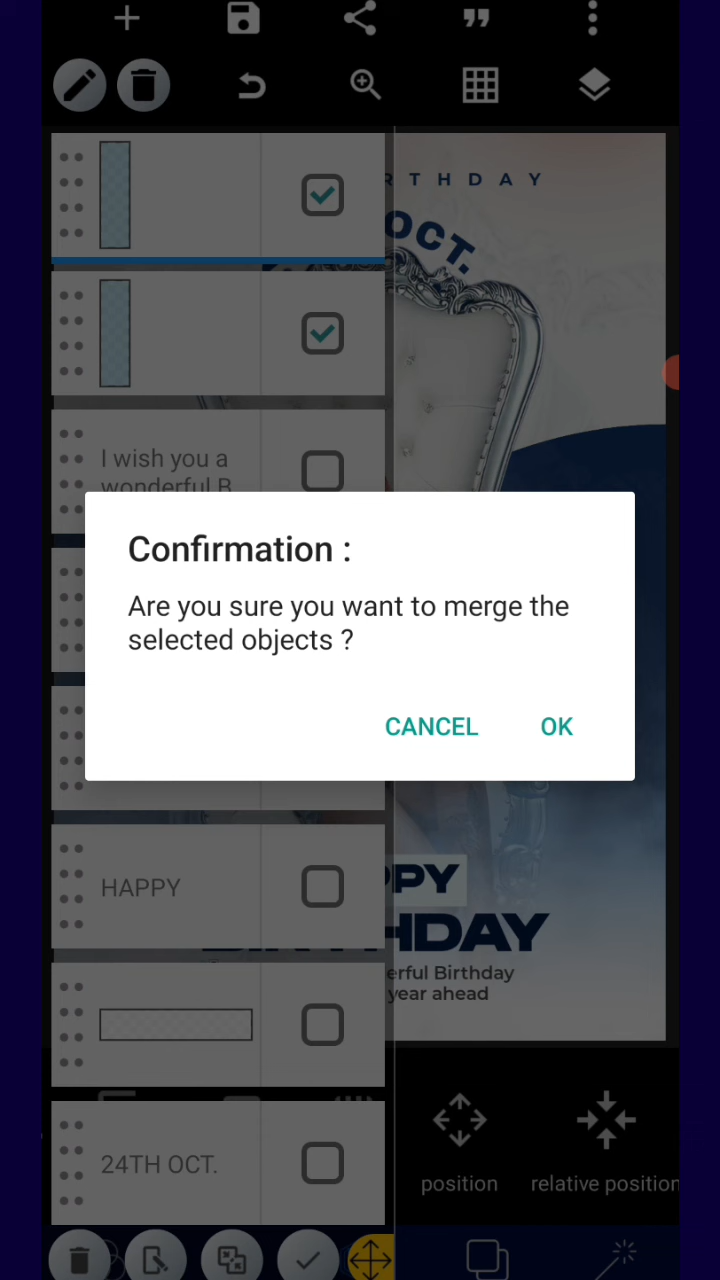 RTHDAY
OCT.
I wish you a
wonderful B
Confirmation :
Are you sure you want to merge the
selected objects ?
CANCEL OK
HAPPY
PPY
HDAY
erful Birthday
year ahead
24TH OCT.
position relative position